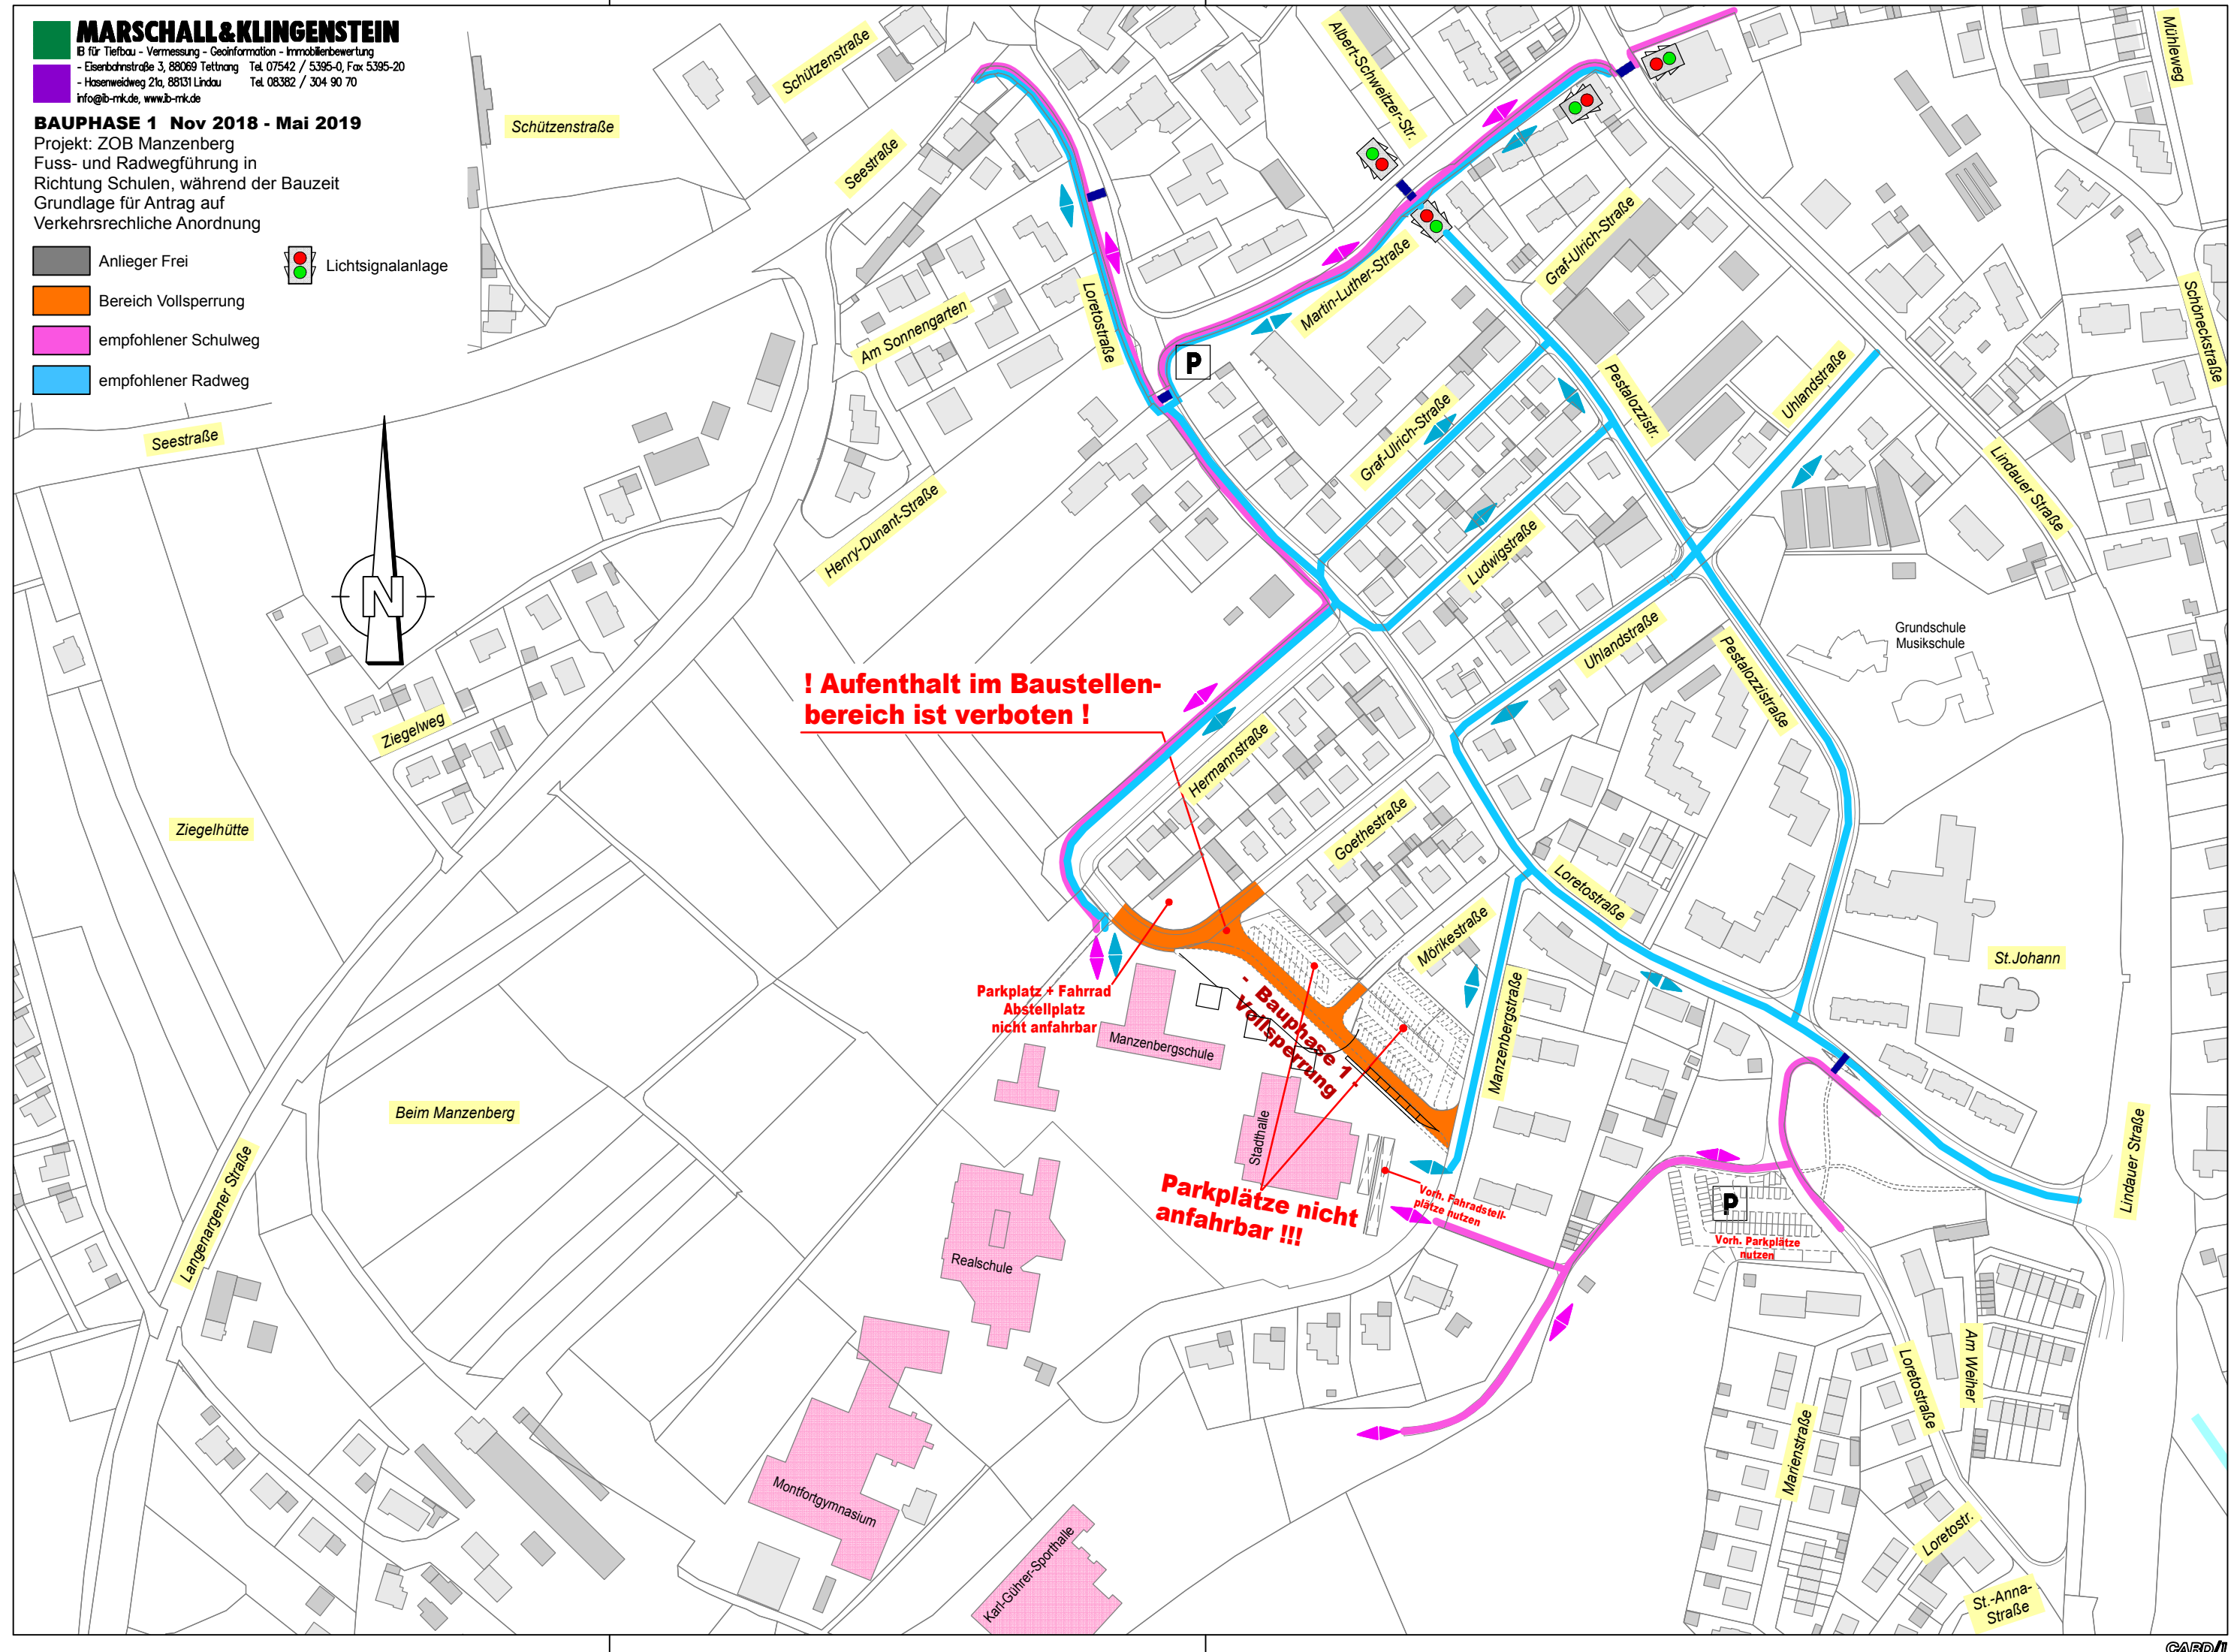 MARSCHALL&KLINGENSTEIN
IB für Tiefbau - Vermessung - Geoinformation - Immobilienbewertung
- Eisenbahnstraße 3, 88069 Tettnang Tel. 07542 / 5395-0, Fax 5395-20
- Hasenweidweg 21a, 88131 Lindau Tel. 08382 / 304 90 70
info@ib-mk.de, www.ib-mk.de
BAUPHASE 1 Nov 2018 - Mai 2019
Projekt: ZOB Manzenberg
Fuss- und Radwegführung in
Richtung Schulen, während der Bauzeit
Grundlage für Antrag auf
Verkehrsrechliche Anordnung
Anlieger Frei
Lichtsignalanlage
Bereich Vollsperrung
empfohlener Schulweg
empfohlener Radweg
Schützenstraße
Schützenstraße
Seestraße
Seestraße
Am Sonnengarten
Henry-Dunant-Straße
Loretostraße
Albert-Schweitzer-Str.
Martin-Luther-Straße
Graf-Ulrich-Straße
Graf-Ulrich-Straße
Mühleweg
Schöneckstraße
Pestalozzistr.
Uhlandstraße
Lindauer Straße
Ludwigstraße
Uhlandstraße
Pestalozzistraße
Grundschule
Musikschule
P
N
Ziegelweg
Ziegelhütte
! Aufenthalt im Baustellen-
bereich ist verboten !
Hermannstraße
Goethestraße
Mörikestraße
Loretostraße
Manzenbergstraße
St.Johann
Parkplatz + Fahrrad
Abstellplatz
nicht anfahrbar
- Bauphase 1 -
Vollsperrung
Manzenbergschule
Stadthalle
Beim Manzenberg
Langenargener Straße
Realschule
Parkplätze nicht
anfahrbar !!!
Vorh. Fahradstell-
plätze nutzen
P
Vorh. Parkplätze
nutzen
Lindauer Straße
Loretostraße
Am Weiher
Marienstraße
Montfortgymnasium
Karl-Gührer-Sporthalle
Loretostr.
St.-Anna-
Straße